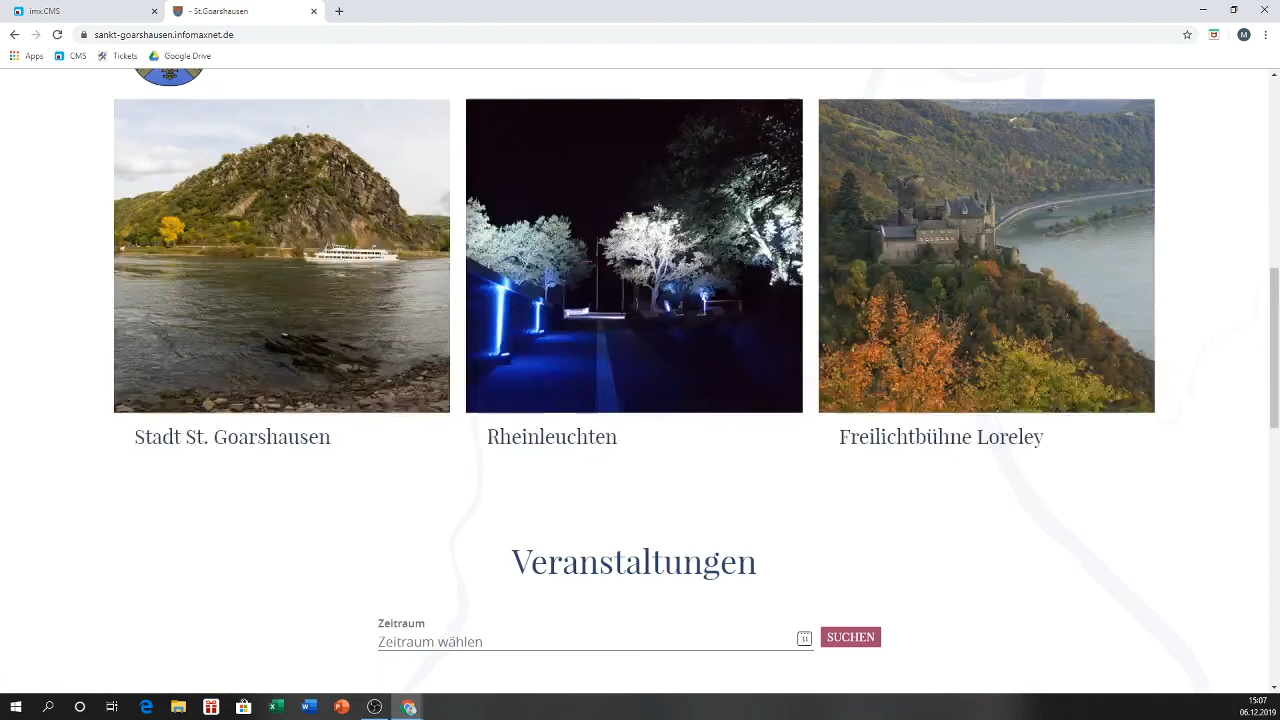 imx.CMS
- St.Goarshausen
sankt-goarshausen.infomaxnet.de
M
Apps
CMS
Tickets
Google Drive
Stadt St. Goarshausen
Rheinleuchten
Freilichtbühne Loreley
Veranstaltungen
Zeitraum
Zeitraum wählen
31
SUCHEN
15:07
06.12.2019